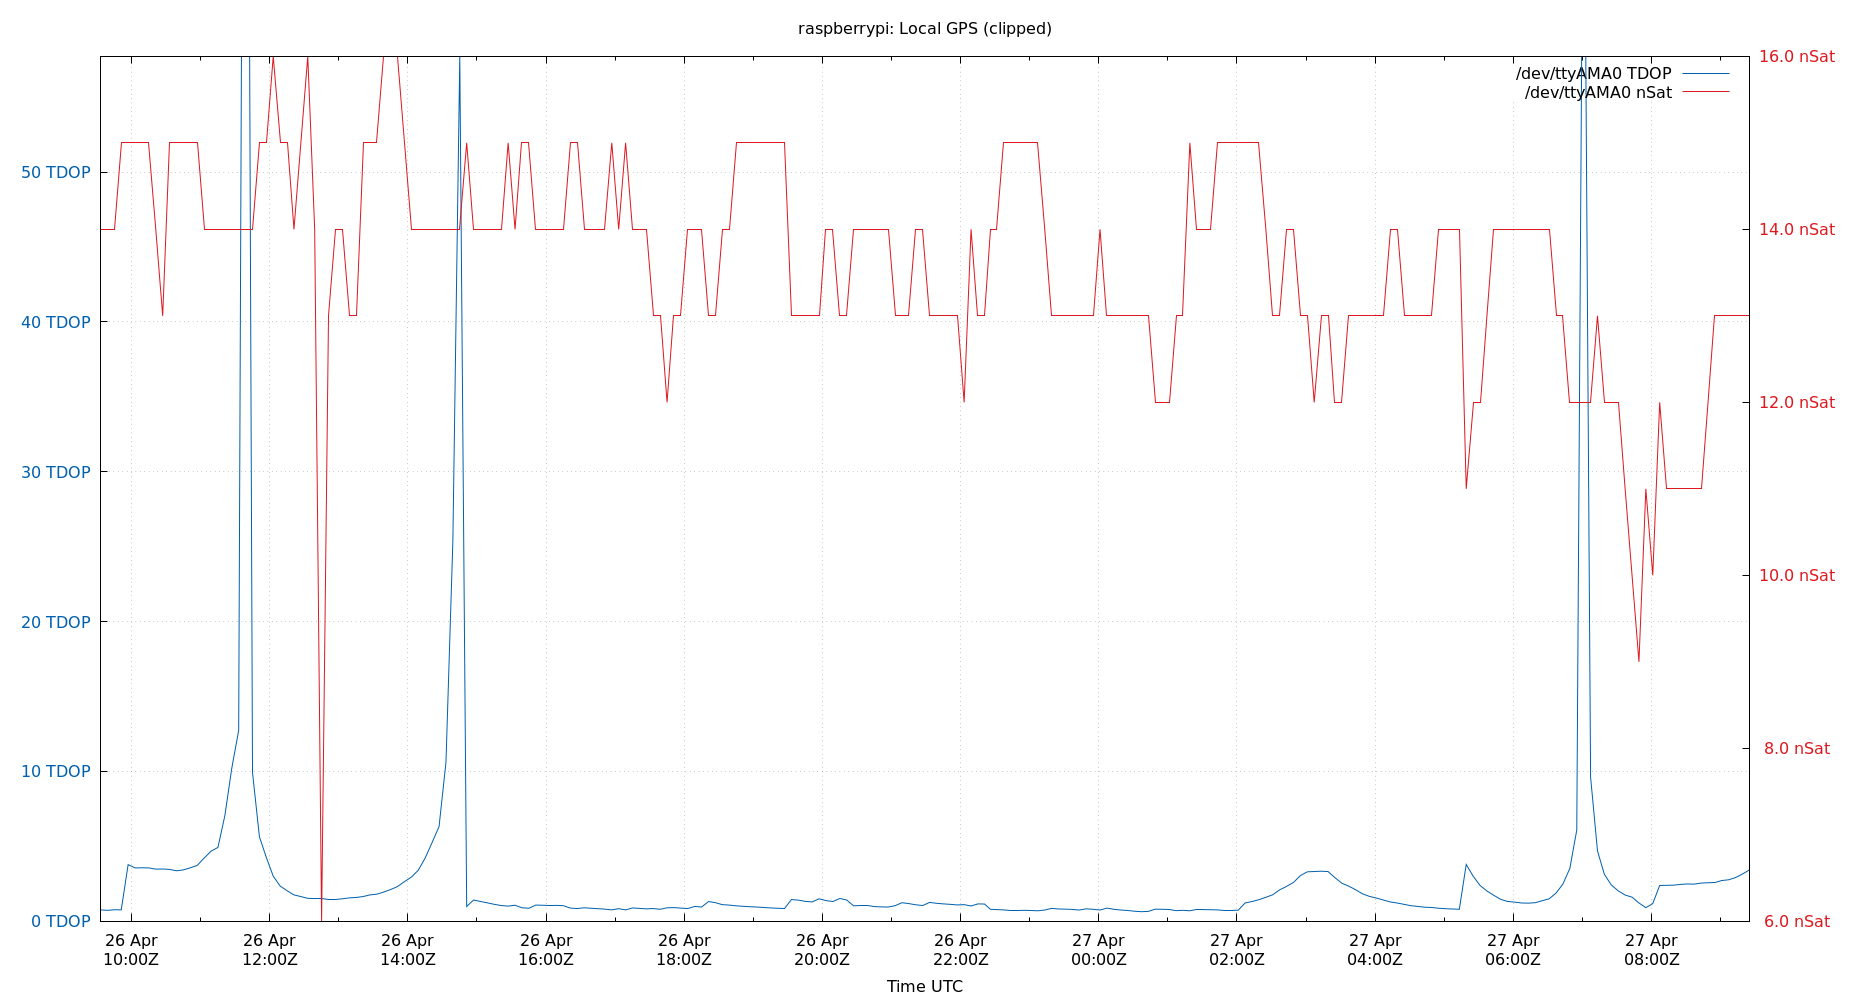 raspberrypi: Local GPS (clipped)
/dev/ttyAMA0 TDOP
/dev/ttyAMA0 nSat
50 TDOP
40 TDOP
30 TDOP
20 TDOP
10 TDOP
0 TDOP
16.0 nSat
14.0 nSat
12.0 nSat
10.0 nSat
8.0 nSat
6.0 nSat
26 Apr
10:00Z
26 Apr
12:00Z
26 Apr
14:00Z
26 Apr
16:00Z
26 Apr
18:00Z
26 Apr
20:00Z
26 Apr
22:00Z
27 Apr
00:00Z
27 Apr
02:00Z
27 Apr
04:00Z
27 Apr
06:00Z
27 Apr
08:00Z
Time UTC